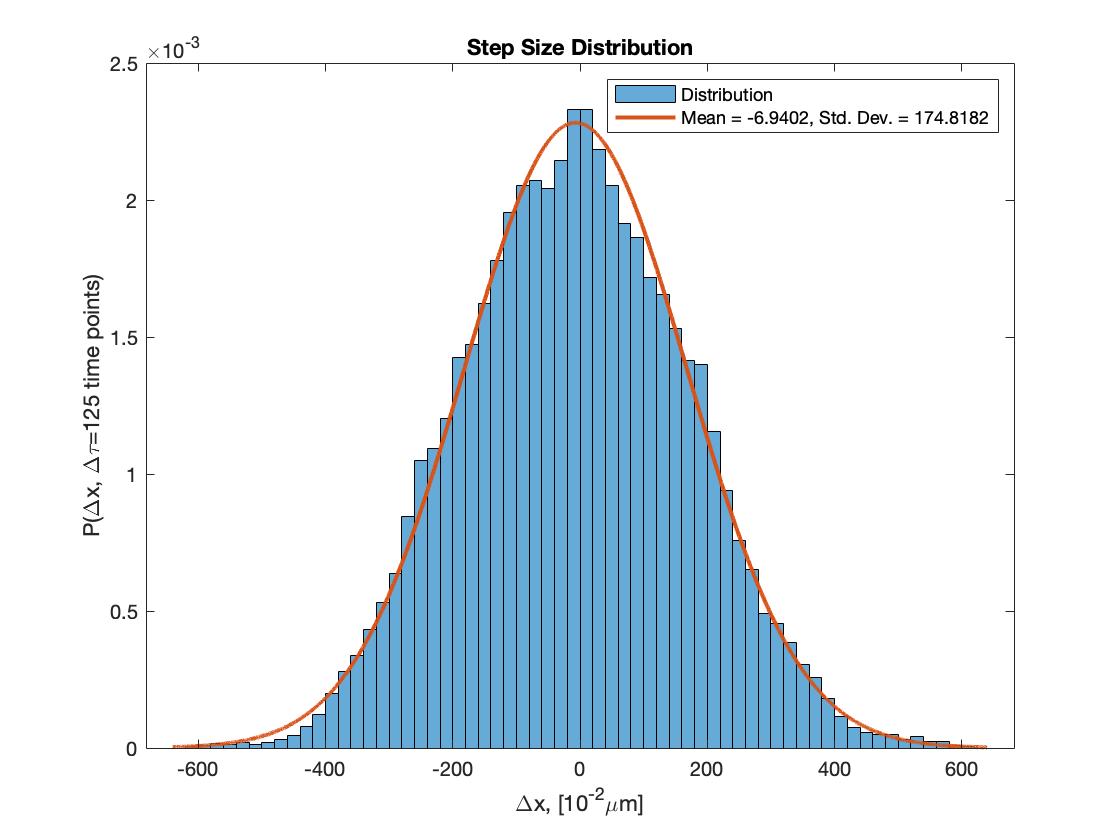 Step Size Distribution
×10⁻³
2.5
2
1.5
1
0.5
0
P(Δx, Δτ=125 time points)
Distribution
Mean = -6.9402, Std. Dev. = 174.8182
-600 -400 -200 0 200 400 600
Δx, [10⁻²μm]